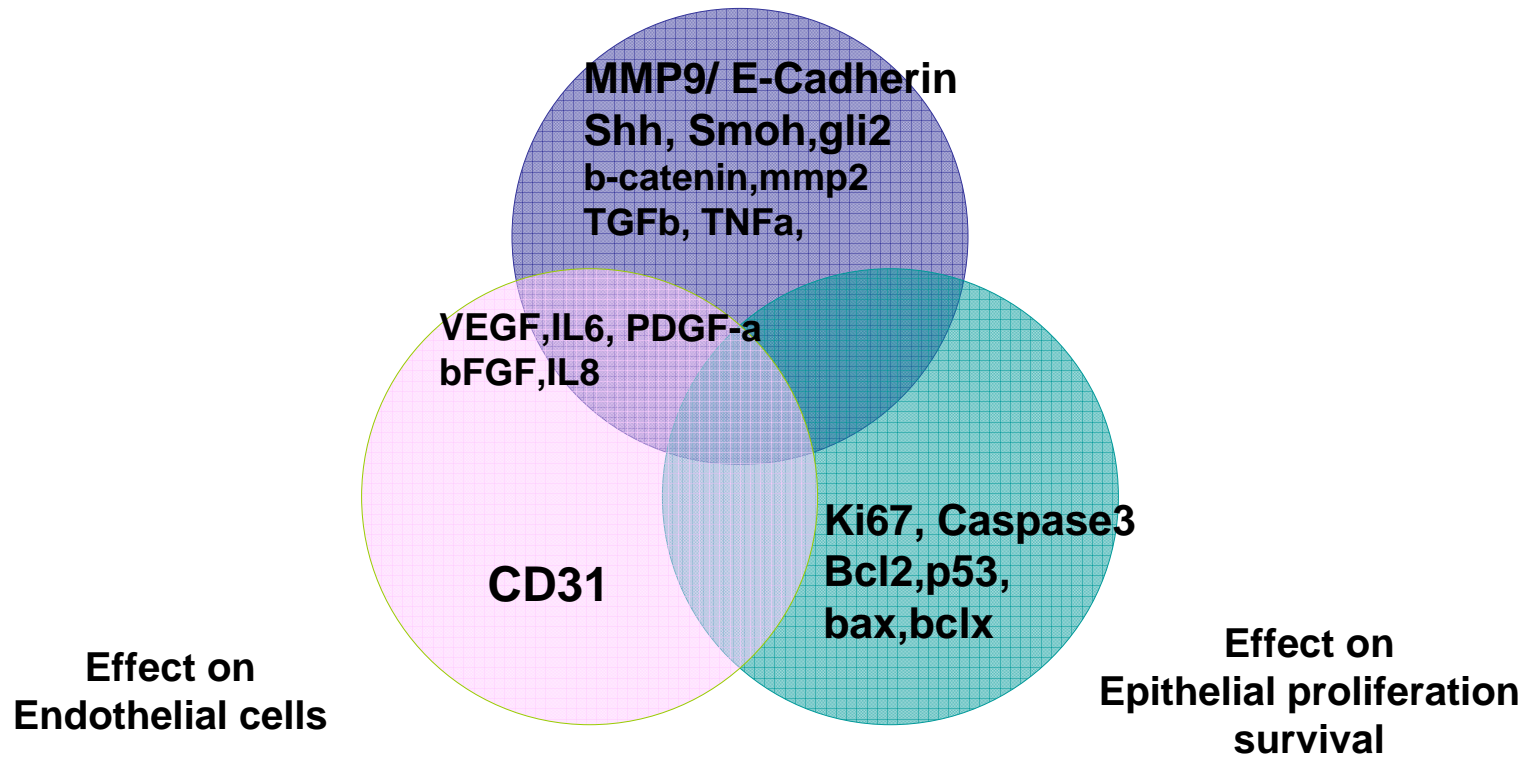 MMP9/ E-Cadherin
Shh, Smoh,gli2
b-catenin,mmp2
TGFb, TNFa,
VEGF,IL6, PDGF-a
bFGF,IL8
Ki67, Caspase3
Bcl2,p53,
bax,bclx
CD31
Effect on
Endothelial cells
Effect on
Epithelial proliferation
survival